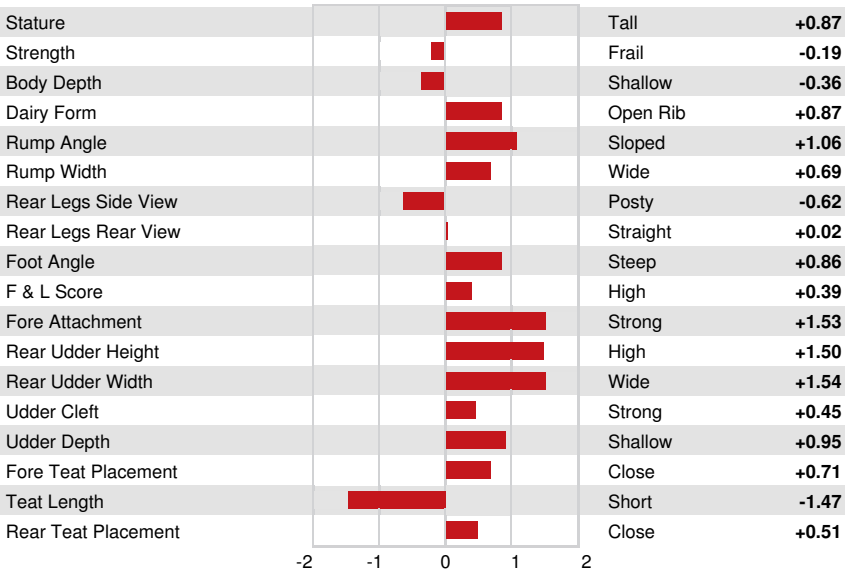 Stature Tall +0.87
Strength Frail -0.19
Body Depth Shallow -0.36
Dairy Form Open Rib +0.87
Rump Angle Sloped +1.06
Rump Width Wide +0.69
Rear Legs Side View Posty -0.62
Rear Legs Rear View Straight +0.02
Foot Angle Steep +0.86
F & L Score High +0.39
Fore Attachment Strong +1.53
Rear Udder Height High +1.50
Rear Udder Width Wide +1.54
Udder Cleft Strong +0.45
Udder Depth Shallow +0.95
Fore Teat Placement Close +0.71
Teat Length Short -1.47
Rear Teat Placement Close +0.51
-2 -1 0 1 2